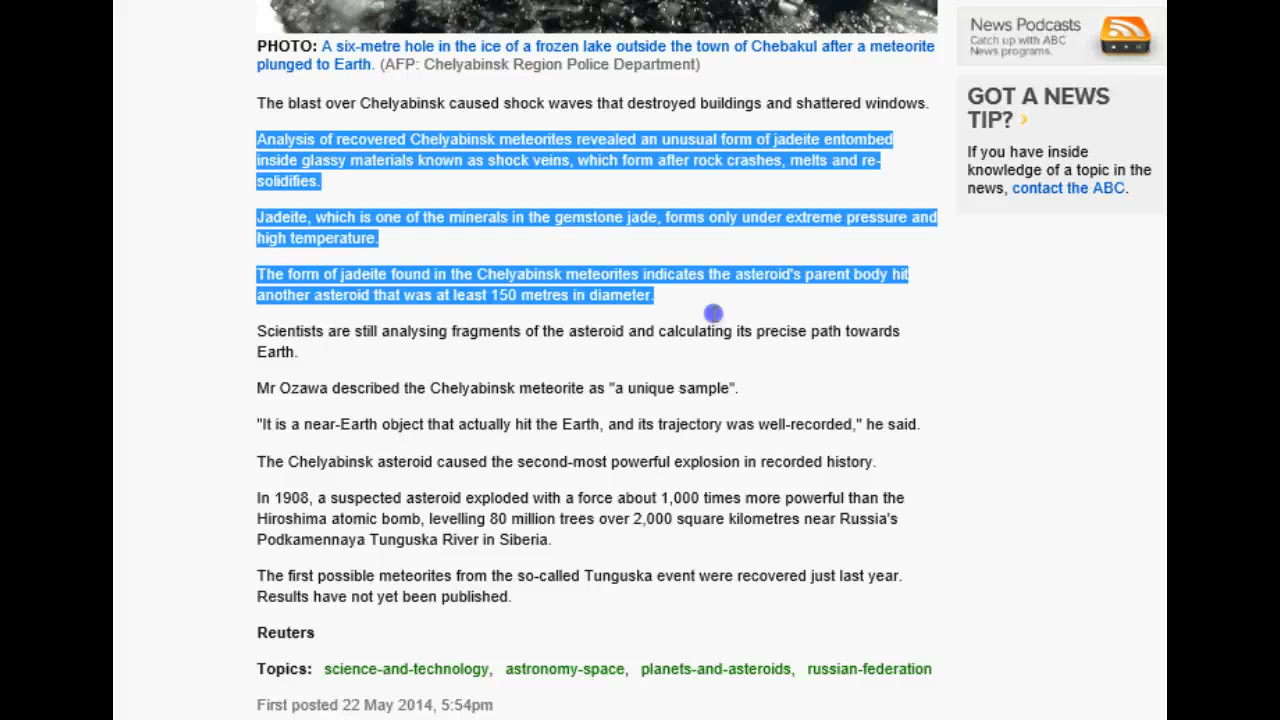 PHOTO: A six-metre hole in the ice of a frozen lake outside the town of Chebakul after a meteorite
plunged to Earth. (AFP: Chelyabinsk Region Police Department)
The blast over Chelyabinsk caused shock waves that destroyed buildings and shattered windows.
Analysis of recovered Chelyabinsk meteorites revealed an unusual form of jadeite entombed
inside glassy materials known as shock veins, which form after rock crashes, melts and re-
solidifies.
Jadeite, which is one of the minerals in the gemstone jade, forms only under extreme pressure and
high temperature.
The form of jadeite found in the Chelyabinsk meteorites indicates the asteroid's parent body hit
another asteroid that was at least 150 metres in diameter.
Scientists are still analysing fragments of the asteroid and calculating its precise path towards
Earth.
Mr Ozawa described the Chelyabinsk meteorite as "a unique sample".
"It is a near-Earth object that actually hit the Earth, and its trajectory was well-recorded," he said.
The Chelyabinsk asteroid caused the second-most powerful explosion in recorded history.
In 1908, a suspected asteroid exploded with a force about 1,000 times more powerful than the
Hiroshima atomic bomb, levelling 80 million trees over 2,000 square kilometres near Russia's
Podkamennaya Tunguska River in Siberia.
The first possible meteorites from the so-called Tunguska event were recovered just last year.
Results have not yet been published.
Reuters
Topics: science-and-technology, astronomy-space, planets-and-asteroids, russian-federation
First posted 22 May 2014, 5:54pm
News Podcasts
Catch up with ABC
News programs.
GOT A NEWS
TIP? ›
If you have inside
knowledge of a topic in the
news, contact the ABC.